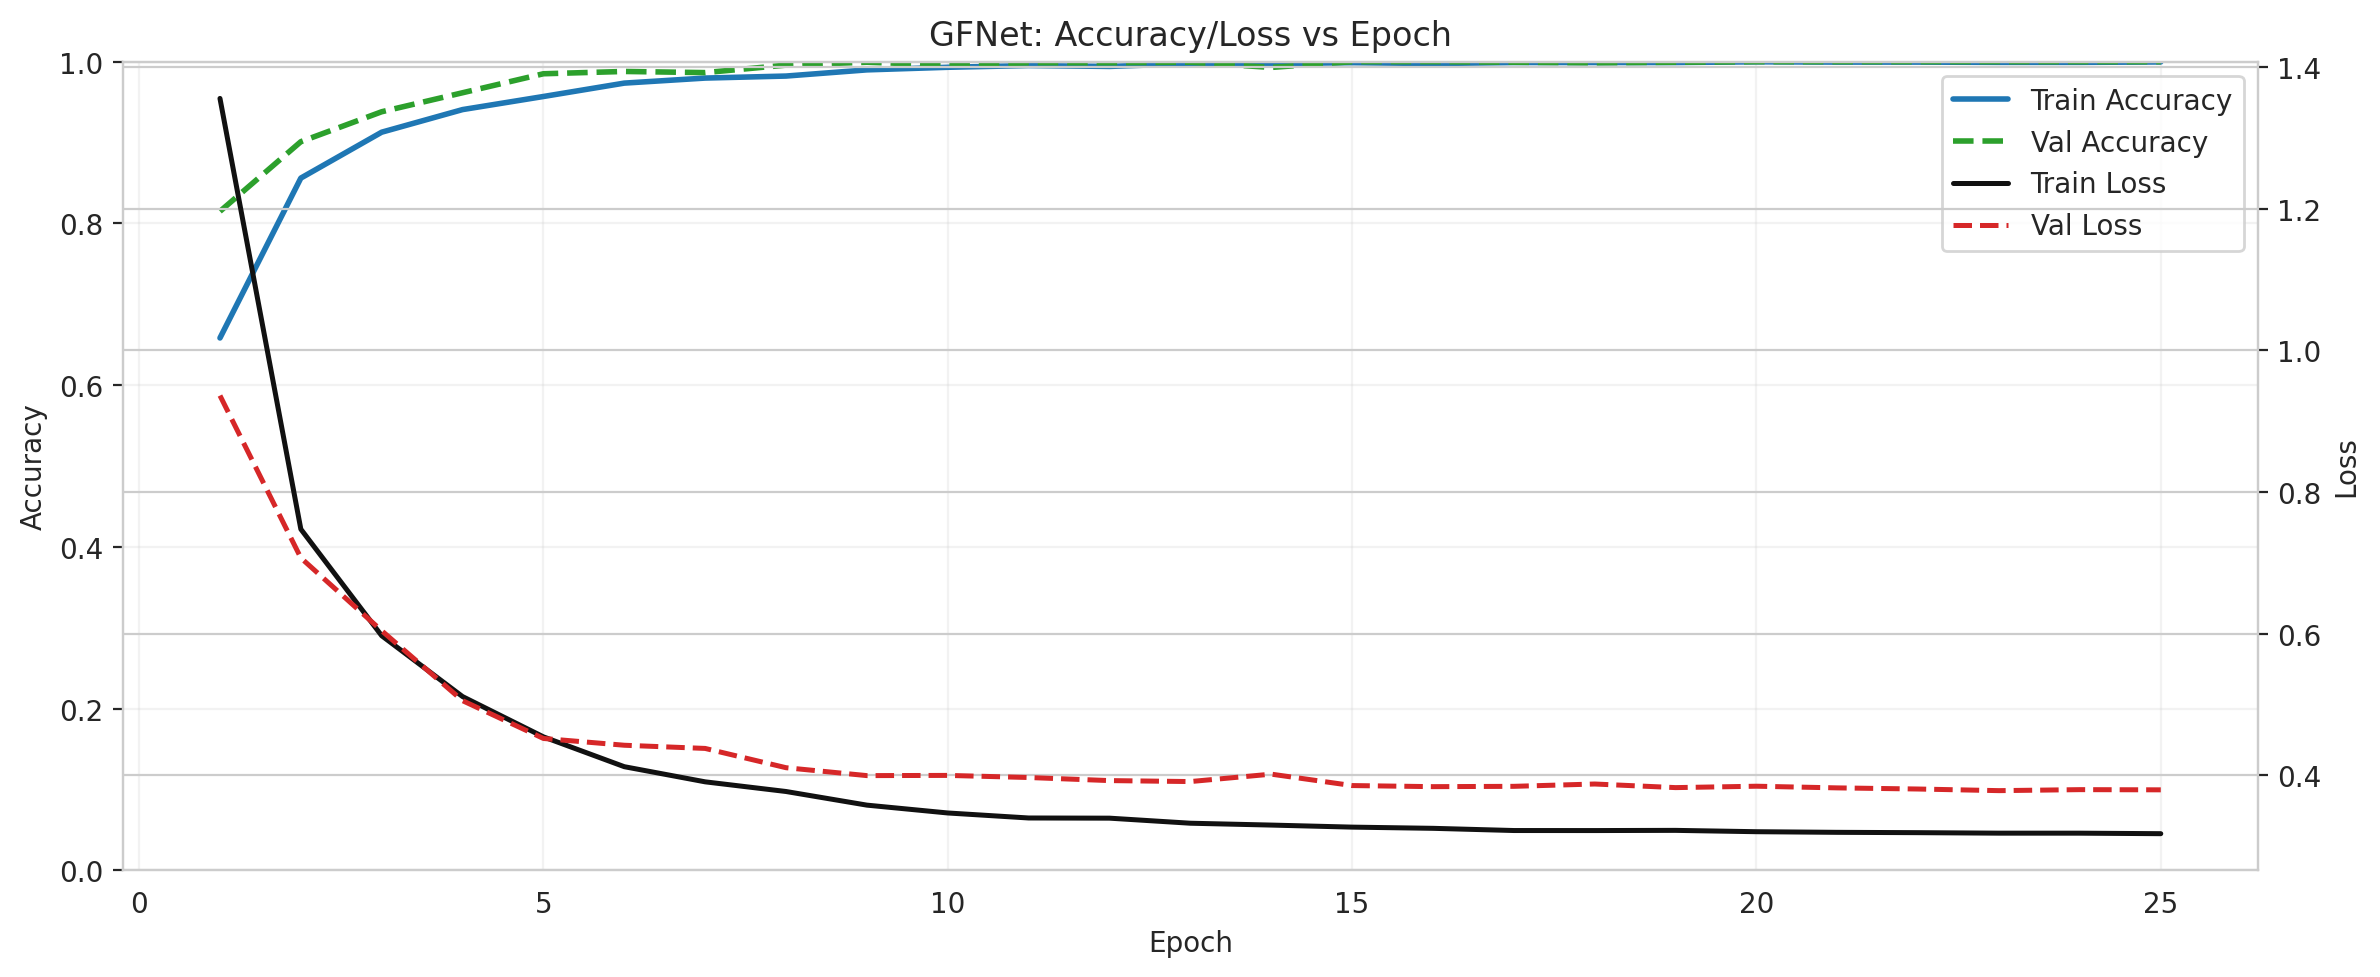 GFNet: Accuracy/Loss vs Epoch
1.0
0.8
0.6
0.4
0.2
0.0
Accuracy
1.4
1.2
1.0
0.8
0.6
0.4
Loss
Train Accuracy
Val Accuracy
Train Loss
Val Loss
0 5 10 15 20 25
Epoch